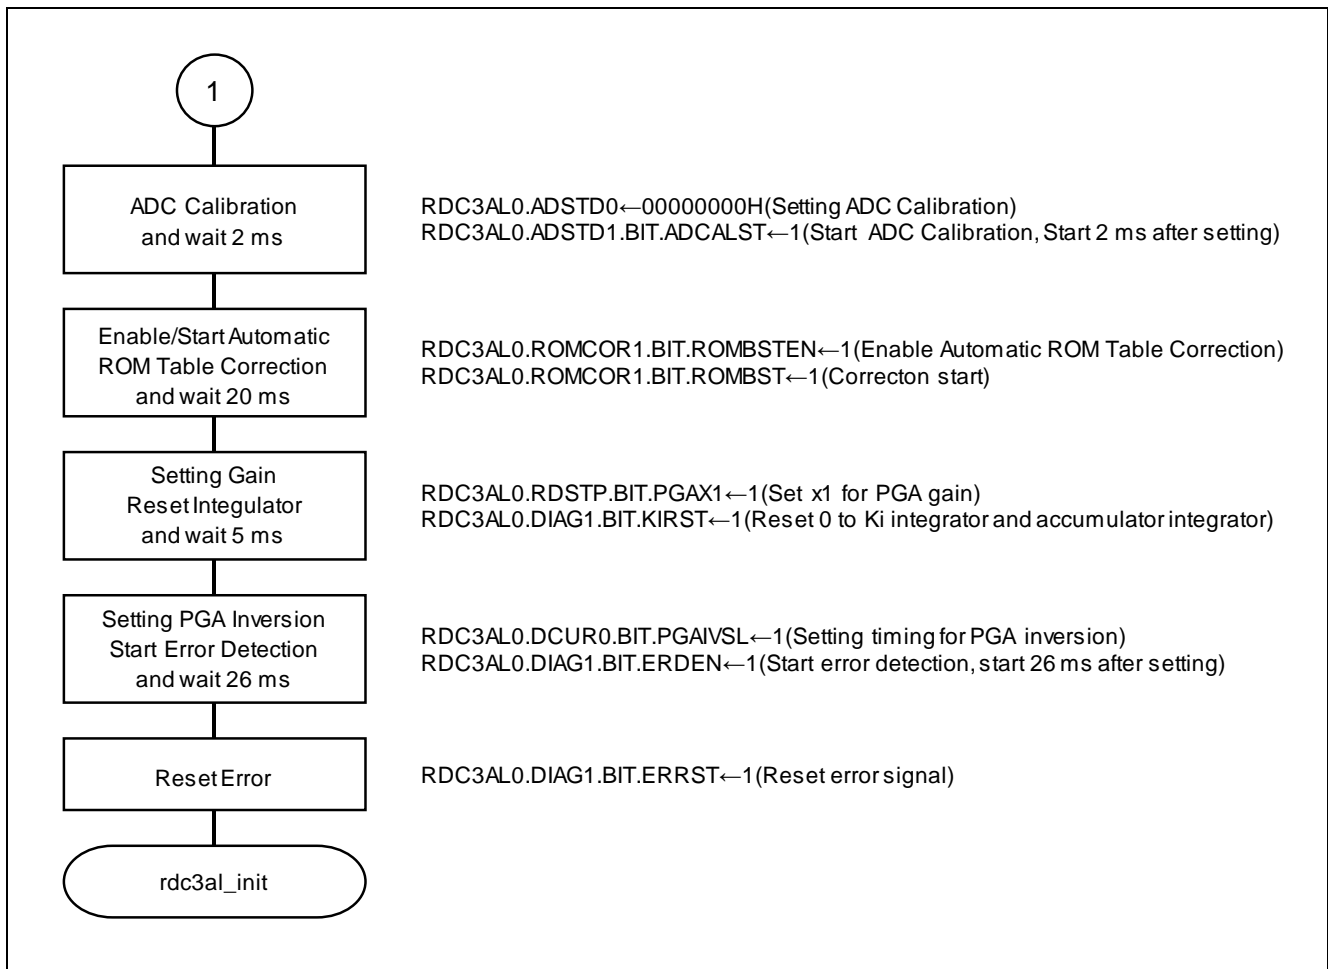 1
ADC Calibration
and wait 2 ms
RDC3AL0.ADSTD0←00000000H(Setting ADC Calibration)
RDC3AL0.ADSTD1.BIT.ADCALST←1(Start ADC Calibration, Start 2 ms after setting)
Enable/Start Automatic
ROM Table Correction
and wait 20 ms
RDC3AL0.ROMCOR1.BIT.ROMBSTEN←1(Enable Automatic ROM Table Correction)
RDC3AL0.ROMCOR1.BIT.ROMBST←1(Correcton start)
Setting Gain
Reset Integulator
and wait 5 ms
RDC3AL0.RDSTP.BIT.PGAX1←1(Set x1 for PGA gain)
RDC3AL0.DIAG1.BIT.KIRST←1(Reset 0 to Ki integrator and accumulator integrator)
Setting PGA Inversion
Start Error Detection
and wait 26 ms
RDC3AL0.DCUR0.BIT.PGAIVSL←1(Setting timing for PGA inversion)
RDC3AL0.DIAG1.BIT.ERDEN←1(Start error detection, start 26 ms after setting)
Reset Error
RDC3AL0.DIAG1.BIT.ERRST←1(Reset error signal)
rdc3al_init